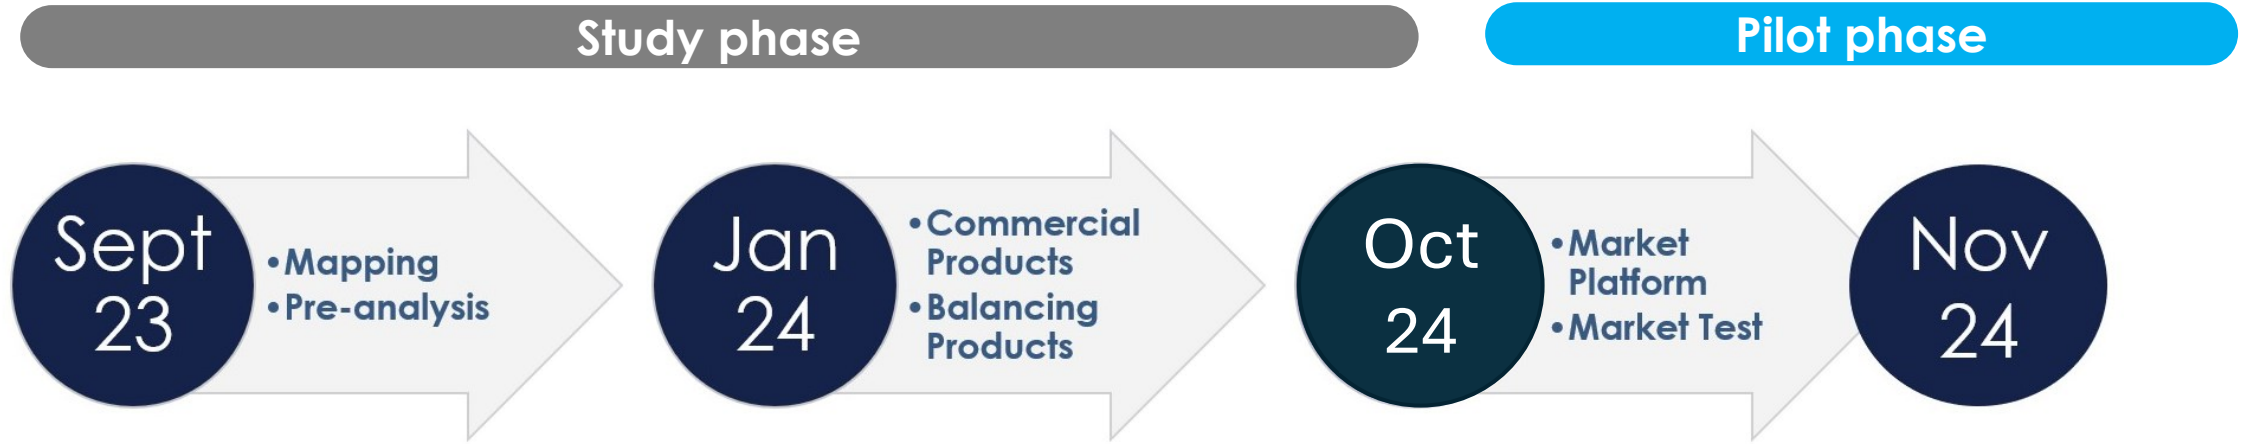 Study phase
Pilot phase
Sept
23
•Mapping
•Pre-analysis
Jan
24
•Commercial
Products
•Balancing
Products
Oct
24
•Market
Platform
•Market Test
Nov
24